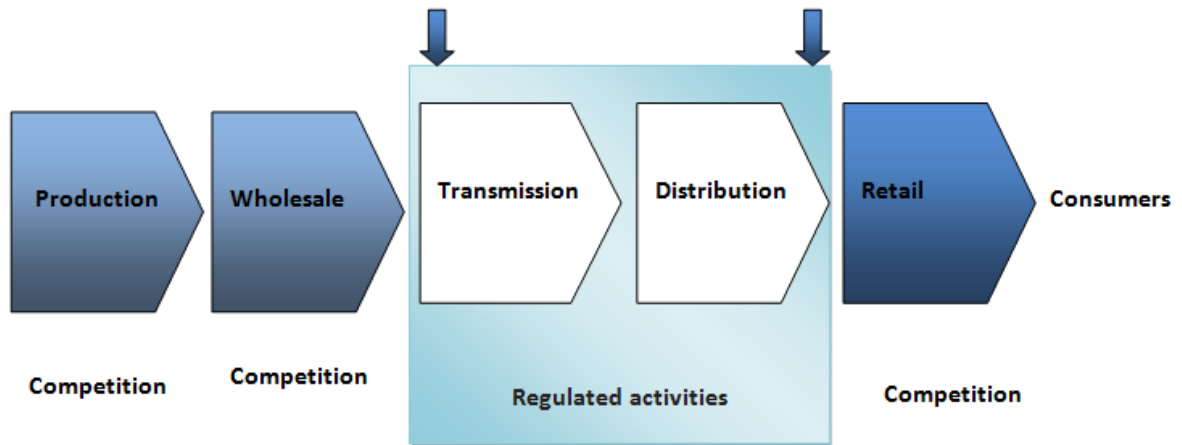 Production
Wholesale
Transmission
Distribution
Retail
Consumers
Competition
Competition
Regulated activities
Competition